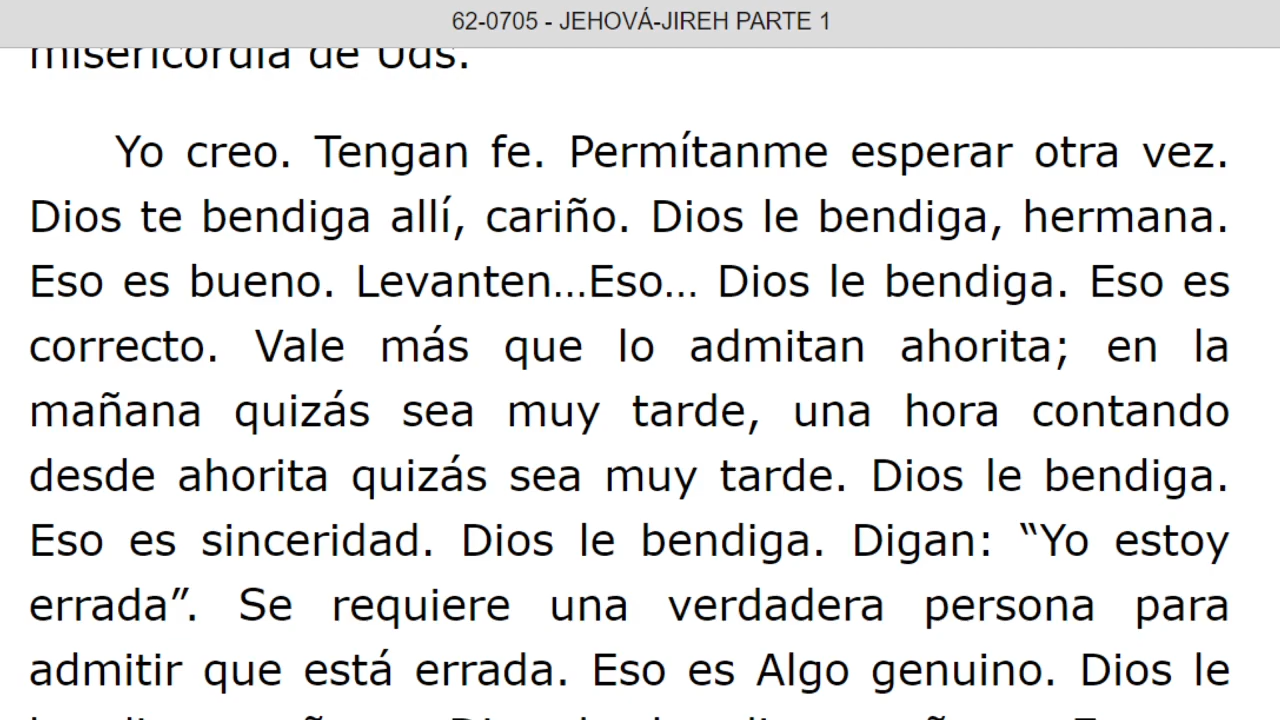 62-0705 - JEHOVÁ-JIREH PARTE 1
misericordia de Uds.
Yo creo. Tengan fe. Permítanme esperar otra vez.
Dios te bendiga allí, cariño. Dios le bendiga, hermana.
Eso es bueno. Levanten…Eso… Dios le bendiga. Eso es
correcto. Vale más que lo admitan ahorita; en la
mañana quizás sea muy tarde, una hora contando
desde ahorita quizás sea muy tarde. Dios le bendiga.
Eso es sinceridad. Dios le bendiga. Digan: “Yo estoy
errada”. Se requiere una verdadera persona para
admitir que está errada. Eso es Algo genuino. Dios le